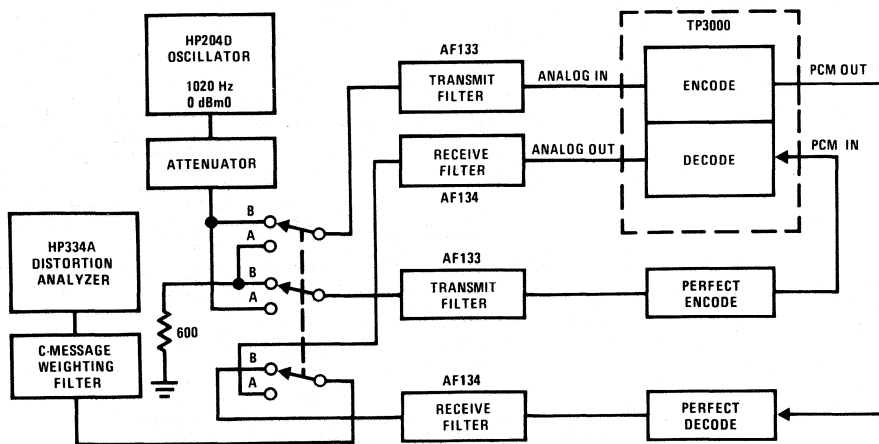 HP204D
OSCILLATOR
1020 Hz
0 dBm0
ATTENUATOR
HP334A
DISTORTION
ANALYZER
C-MESSAGE
WEIGHTING
FILTER
600
B
A
B
A
B
A
AF133
TRANSMIT
FILTER
ANALOG IN
RECEIVE
FILTER
AF134
ANALOG OUT
TP3000
ENCODE
DECODE
PCM OUT
PCM IN
AF133
TRANSMIT
FILTER
PERFECT
ENCODE
AF134
RECEIVE
FILTER
PERFECT
DECODE